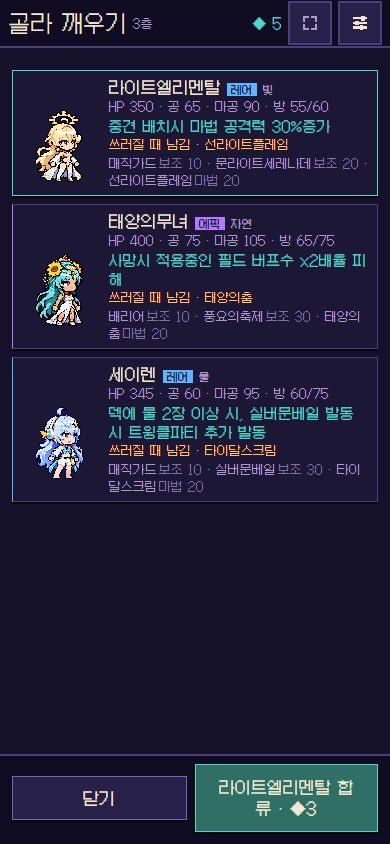 골라 깨우기 3층 ◆ 5
라이트엘리멘탈 레어 빛
HP 350 · 공 65 · 마공 90 · 방 55/60
중견 배치시 마법 공격력 30%증가
쓰러질 때 남김 · 선라이트플레임
매직가드 보조 10 · 문라이트세레나데 보조 20 ·
선라이트플레임 마법 20
태양의무녀 에픽 자연
HP 400 · 공 75 · 마공 105 · 방 65/75
사망시 적용중인 필드 버프수 x2배율 피
해
쓰러질 때 남김 · 태양의춤
배리어 보조 10 · 풍요의축제 보조 30 · 태양의
춤 마법 20
세이렌 레어 물
HP 345 · 공 60 · 마공 95 · 방 60/75
덱에 물 2장 이상 시, 실버문베일 발동
시 트윙클파티 추가 발동
쓰러질 때 남김 · 타이달스크림
매직가드 보조 10 · 실버문베일 보조 30 · 타이
달스크림 마법 20
닫기
라이트엘리멘탈 합
류 · ◆3